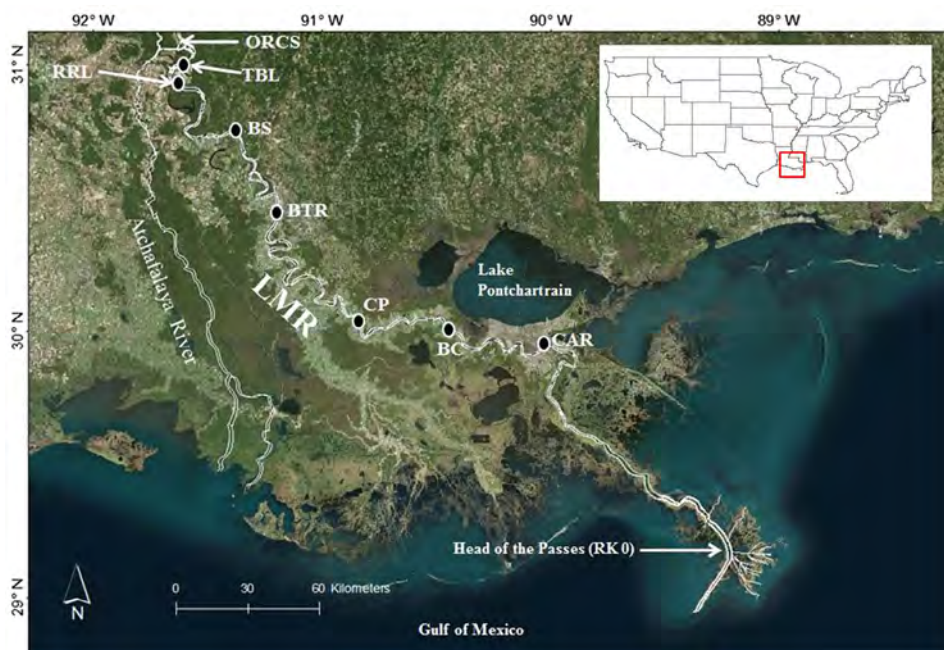 92° W
91° W
90° W
89° W
31° N
30° N
29° N
ORCS
TBL
RRL
BS
BTR
CP
BC
CAR
LMR
Atchafalaya River
Lake
Pontchartrain
Head of the Passes (RK 0)
N
0 30 60 Kilometers
Gulf of Mexico